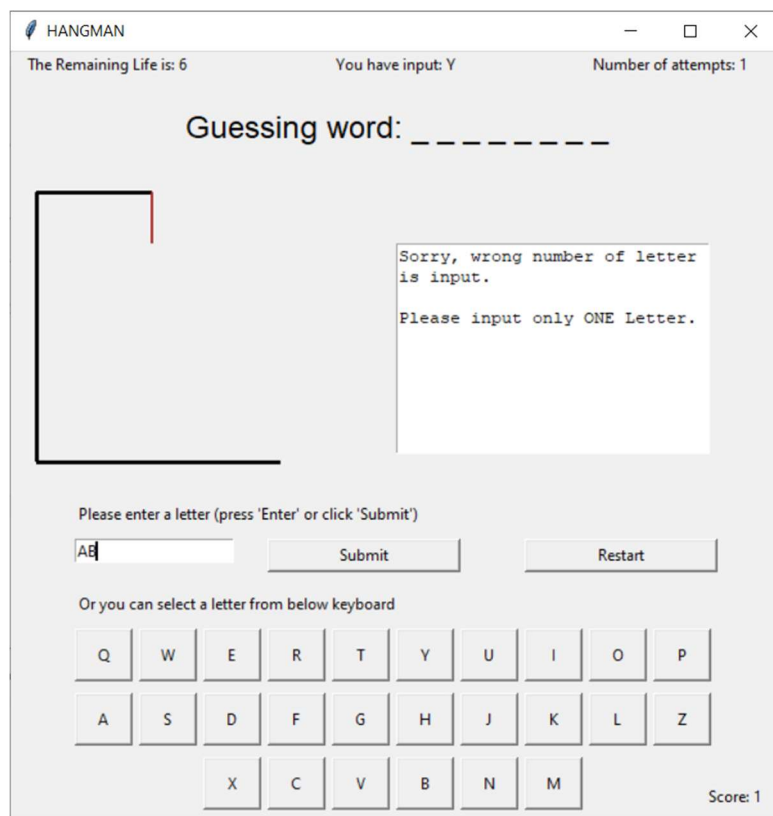 HANGMAN
The Remaining Life is: 6 You have input: Y Number of attempts: 1
Guessing word: _ _ _ _ _ _ _ _
Sorry, wrong number of letter
is input.
Please input only ONE Letter.
Please enter a letter (press 'Enter' or click 'Submit')
AB Submit Restart
Or you can select a letter from below keyboard
Q W E R T Y U I O P
A S D F G H J K L Z
X C V B N M
Score: 1